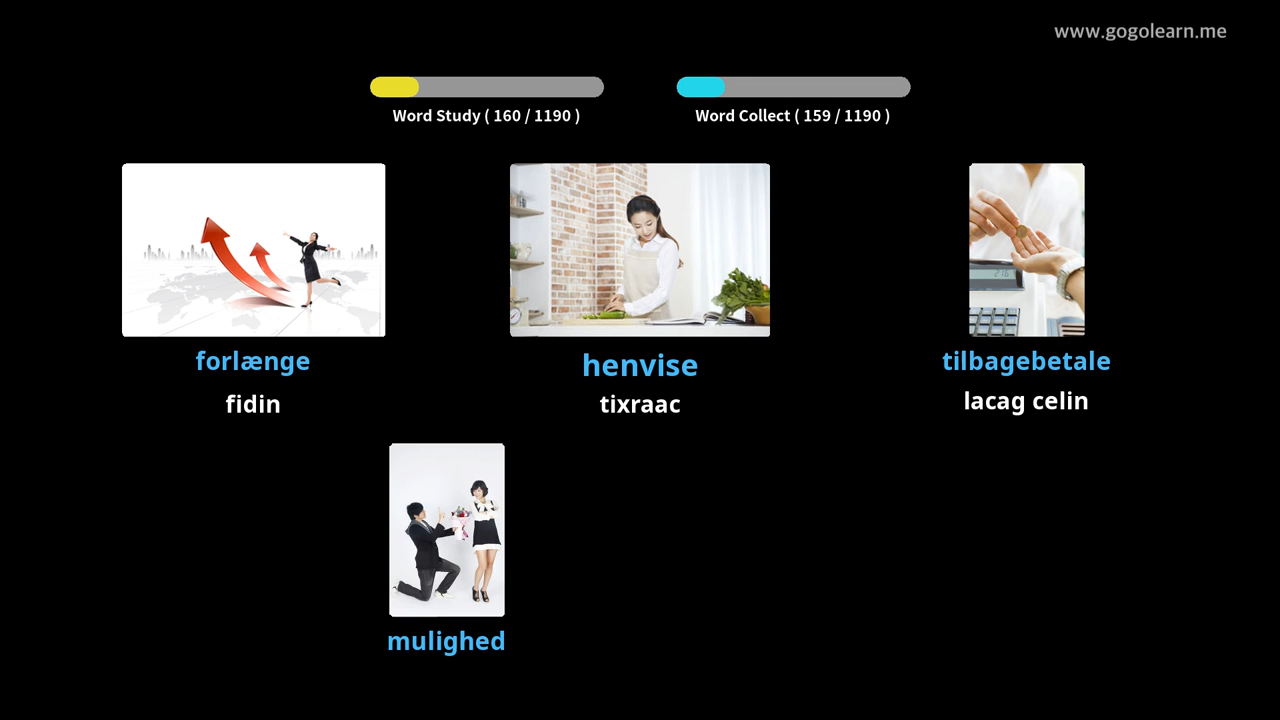 www.gogolearn.me
Word Study ( 160 / 1190 )
Word Collect ( 159 / 1190 )
forlænge
henvise
tilbagebetale
fidin
tixraac
lacag celin
mulighed